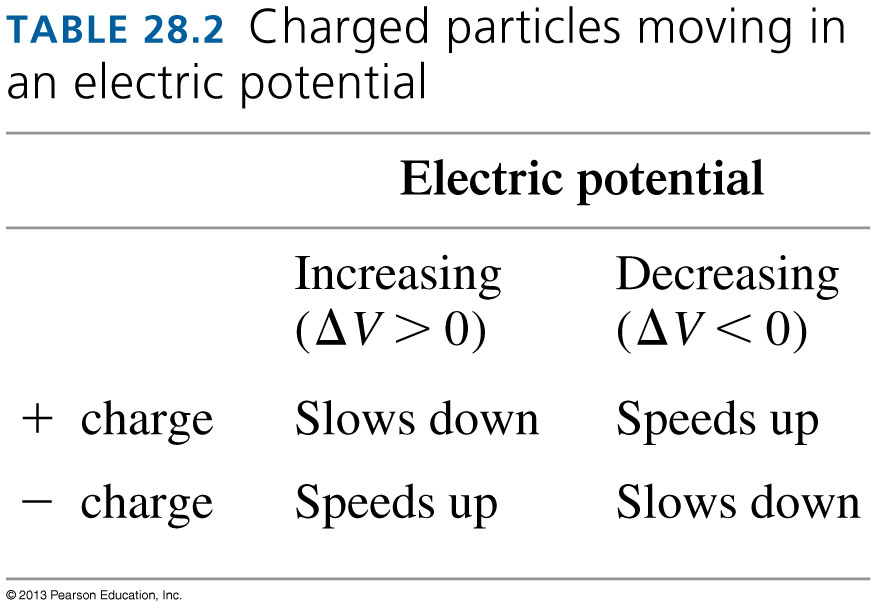 TABLE 28.2 Charged particles moving in
an electric potential
Electric potential
Increasing Decreasing
(ΔV > 0) (ΔV < 0)
+ charge Slows down Speeds up
− charge Speeds up Slows down
© 2013 Pearson Education, Inc.